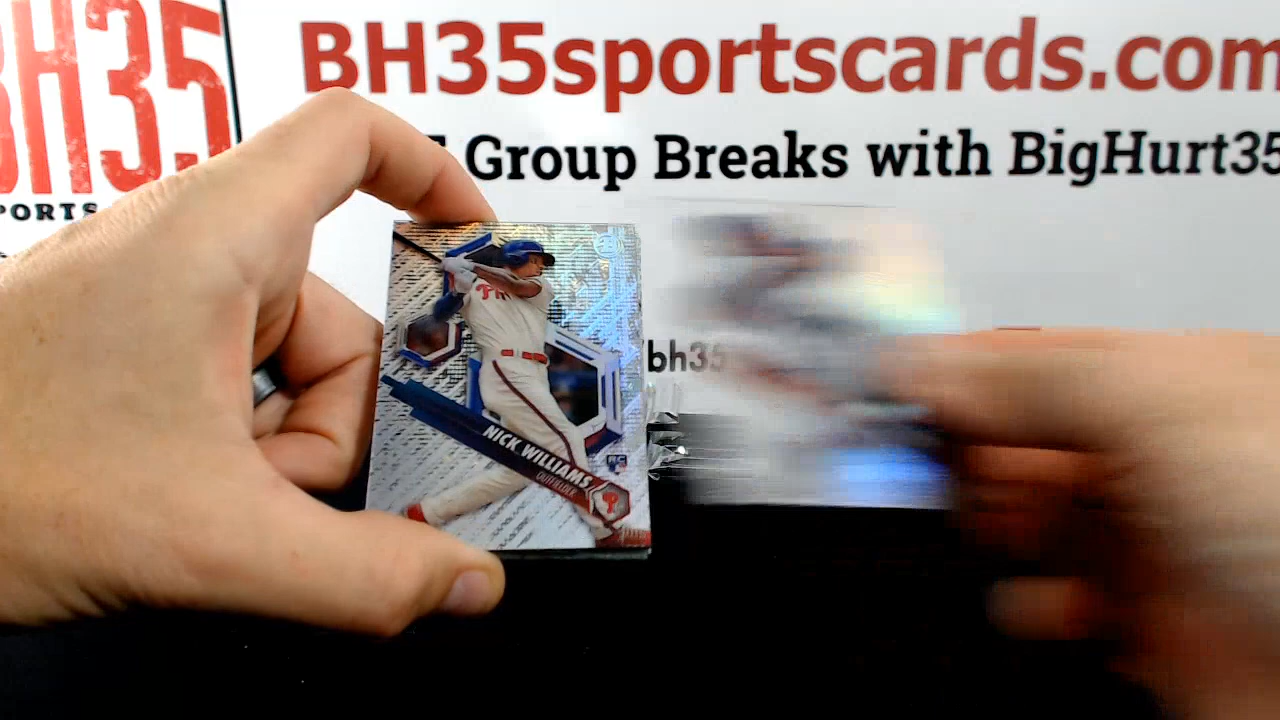 BH35
PORTS
BH35sportscards.com
Group Breaks with BigHurt35
bh35
NICK WILLIAMS
OUTFIELDER
RC